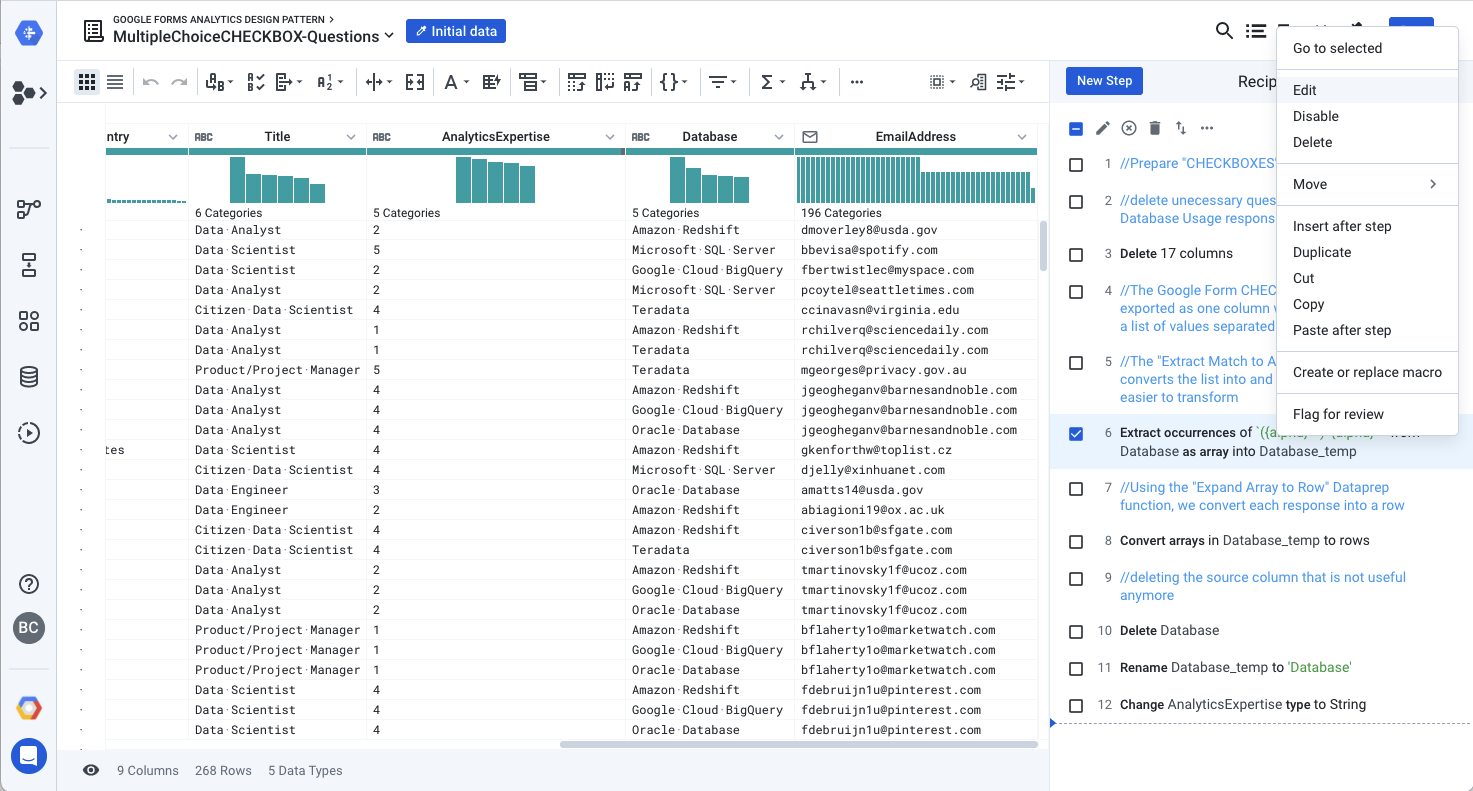 GOOGLE FORMS ANALYTICS DESIGN PATTERN
MultipleChoiceCHECKBOX-Questions
Initial data
New Step
Recip
Go to selected
Edit
Disable
Delete
Move
Insert after step
Duplicate
Cut
Copy
Paste after step
Create or replace macro
Flag for review
ntry
ABC Title
ABC AnalyticsExpertise
ABC Database
EmailAddress
6 Categories
5 Categories
5 Categories
196 Categories
Data·Analyst 2 Amazon·Redshift dmoverley8@usda.gov
Data·Scientist 5 Microsoft·SQL·Server bbevisa@spotify.com
Data·Scientist 2 Google·Cloud·BigQuery fbertwistlec@myspace.com
Data·Analyst 2 Microsoft·SQL·Server pcoytel@seattletimes.com
Citizen·Data·Scientist 4 Teradata ccinavasn@virginia.edu
Data·Analyst 1 Amazon·Redshift rchilverq@sciencedaily.com
Data·Analyst 1 Teradata rchilverq@sciencedaily.com
Product/Project·Manager 5 Teradata mgeorges@privacy.gov.au
Data·Analyst 4 Amazon·Redshift jgeogheganv@barnesandnoble.com
Data·Analyst 4 Google·Cloud·BigQuery jgeogheganv@barnesandnoble.com
Data·Analyst 4 Oracle·Database jgeogheganv@barnesandnoble.com
tes Data·Scientist 4 Amazon·Redshift gkenforthw@toplist.cz
Citizen·Data·Scientist 4 Microsoft·SQL·Server djelly@xinhuanet.com
Data·Engineer 3 Oracle·Database amatts14@usda.gov
Data·Engineer 2 Amazon·Redshift abiagioni19@ox.ac.uk
Citizen·Data·Scientist 4 Amazon·Redshift civerson1b@sfgate.com
Citizen·Data·Scientist 4 Teradata civerson1b@sfgate.com
Data·Analyst 2 Amazon·Redshift tmartinovsky1f@ucoz.com
Data·Analyst 2 Google·Cloud·BigQuery tmartinovsky1f@ucoz.com
Data·Analyst 2 Oracle·Database tmartinovsky1f@ucoz.com
Product/Project·Manager 1 Amazon·Redshift bflaherty1o@marketwatch.com
Product/Project·Manager 1 Google·Cloud·BigQuery bflaherty1o@marketwatch.com
Product/Project·Manager 1 Oracle·Database bflaherty1o@marketwatch.com
Data·Scientist 4 Amazon·Redshift fdebruijn1u@pinterest.com
Data·Scientist 4 Google·Cloud·BigQuery fdebruijn1u@pinterest.com
Data·Scientist 4 Oracle·Database fdebruijn1u@pinterest.com
9 Columns 268 Rows 5 Data Types
BC
1 //Prepare "CHECKBOXES"
2 //delete unecessary ques
Database Usage respons
3 Delete 17 columns
4 //The Google Form CHEC
exported as one column
a list of values separated
5 //The "Extract Match to A
converts the list into and
easier to transform
6 Extract occurrences of
Database as array into Database_temp
7 //Using the "Expand Array to Row" Dataprep
function, we convert each response into a row
8 Convert arrays in Database_temp to rows
9 //deleting the source column that is not useful
anymore
10 Delete Database
11 Rename Database_temp to 'Database'
12 Change AnalyticsExpertise type to String